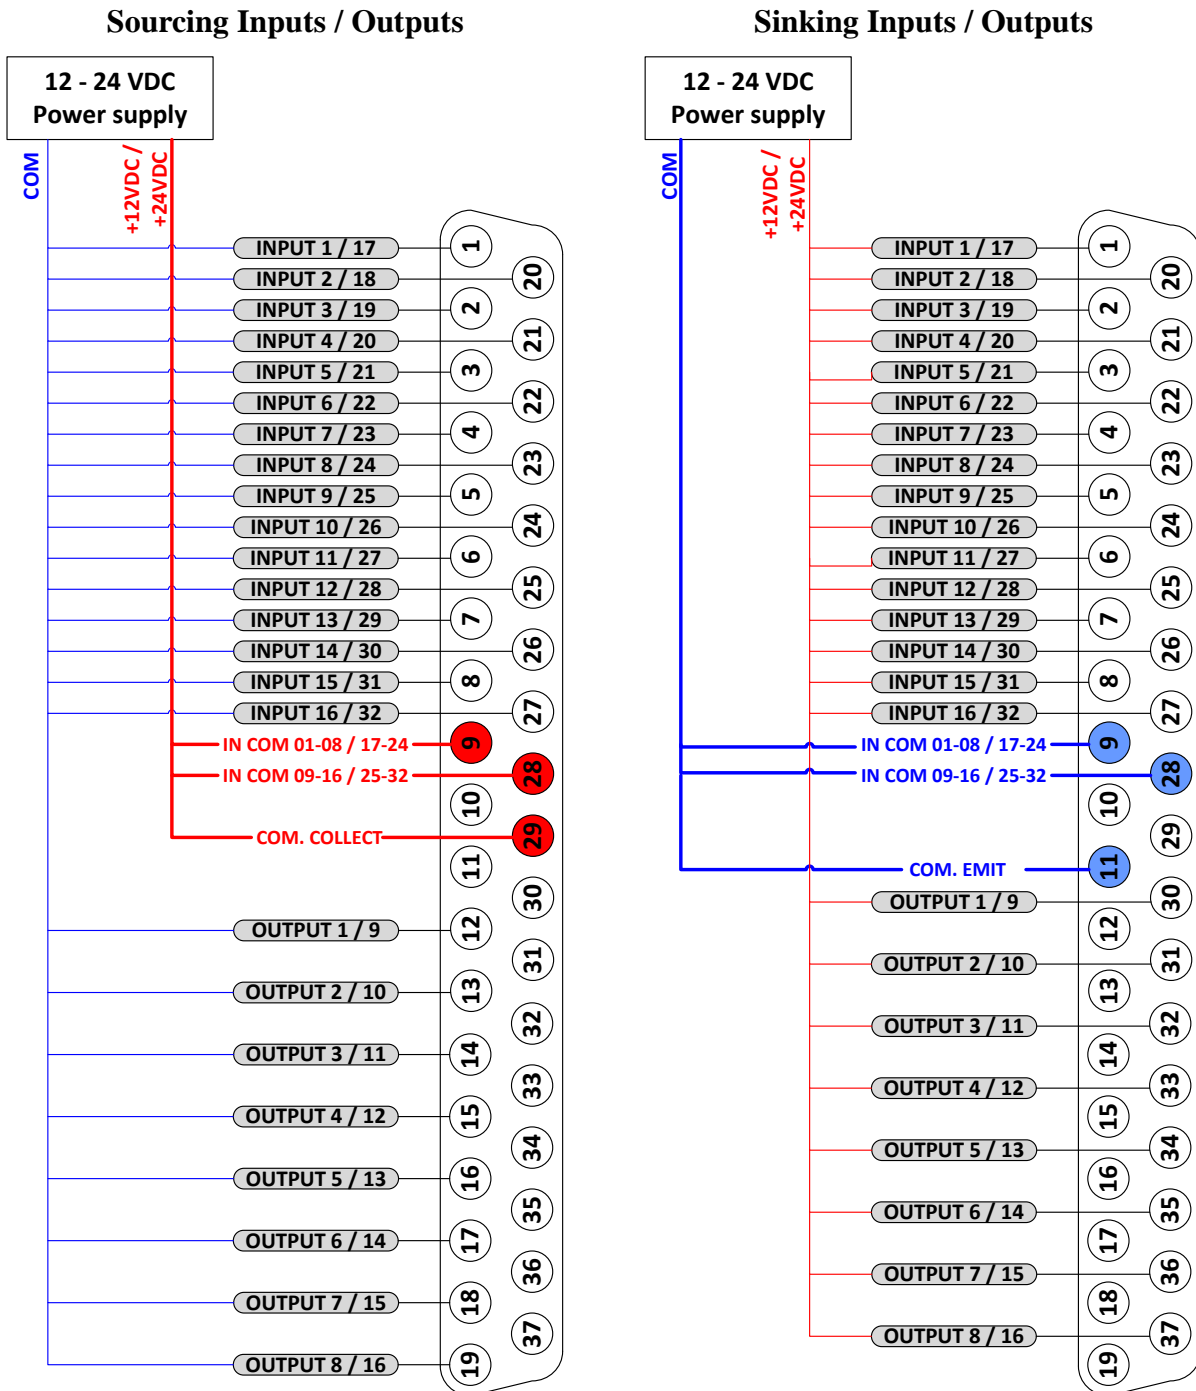 Sourcing Inputs / Outputs
12 - 24 VDC
Power supply
COM
+12VDC /
+24VDC
INPUT 1 / 17
1
INPUT 2 / 18
20
INPUT 3 / 19
2
INPUT 4 / 20
21
INPUT 5 / 21
3
INPUT 6 / 22
22
INPUT 7 / 23
4
INPUT 8 / 24
23
INPUT 9 / 25
5
INPUT 10 / 26
24
INPUT 11 / 27
6
INPUT 12 / 28
25
INPUT 13 / 29
7
INPUT 14 / 30
26
INPUT 15 / 31
8
INPUT 16 / 32
27
IN COM 01-08 / 17-24
9
IN COM 09-16 / 25-32
28
10
COM. COLLECT
29
11
30
OUTPUT 1 / 9
12
31
OUTPUT 2 / 10
13
32
OUTPUT 3 / 11
14
33
OUTPUT 4 / 12
15
34
OUTPUT 5 / 13
16
35
OUTPUT 6 / 14
17
36
OUTPUT 7 / 15
18
37
OUTPUT 8 / 16
19
Sinking Inputs / Outputs
12 - 24 VDC
Power supply
COM
+12VDC /
+24VDC
INPUT 1 / 17
1
INPUT 2 / 18
20
INPUT 3 / 19
2
INPUT 4 / 20
21
INPUT 5 / 21
3
INPUT 6 / 22
22
INPUT 7 / 23
4
INPUT 8 / 24
23
INPUT 9 / 25
5
INPUT 10 / 26
24
INPUT 11 / 27
6
INPUT 12 / 28
25
INPUT 13 / 29
7
INPUT 14 / 30
26
INPUT 15 / 31
8
INPUT 16 / 32
27
IN COM 01-08 / 17-24
9
IN COM 09-16 / 25-32
28
10
29
COM. EMIT
11
OUTPUT 1 / 9
30
12
OUTPUT 2 / 10
31
13
OUTPUT 3 / 11
32
14
OUTPUT 4 / 12
33
15
OUTPUT 5 / 13
34
16
OUTPUT 6 / 14
35
17
OUTPUT 7 / 15
36
18
OUTPUT 8 / 16
37
19